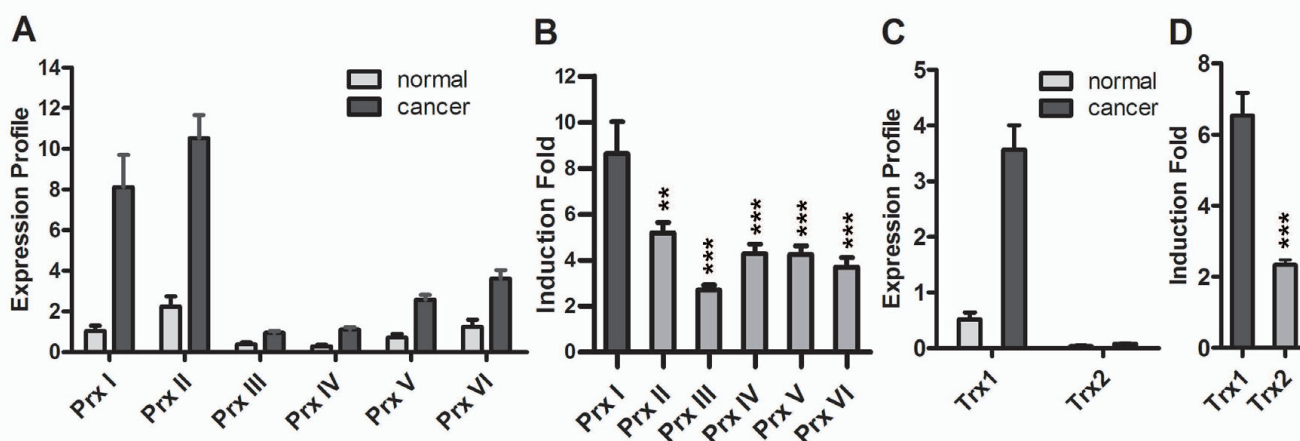 A
Expression Profile
14
12
10
8
6
4
2
0
normal
cancer
Prx I
Prx II
Prx III
Prx IV
Prx V
Prx VI
B
Induction Fold
12
10
8
6
4
2
0
**
***
***
***
***
Prx I
Prx II
Prx III
Prx IV
Prx V
Prx VI
C
Expression Profile
5
4
3
2
1
0
normal
cancer
Trx1
Trx2
D
Induction Fold
8
6
4
2
0
***
Trx1
Trx2